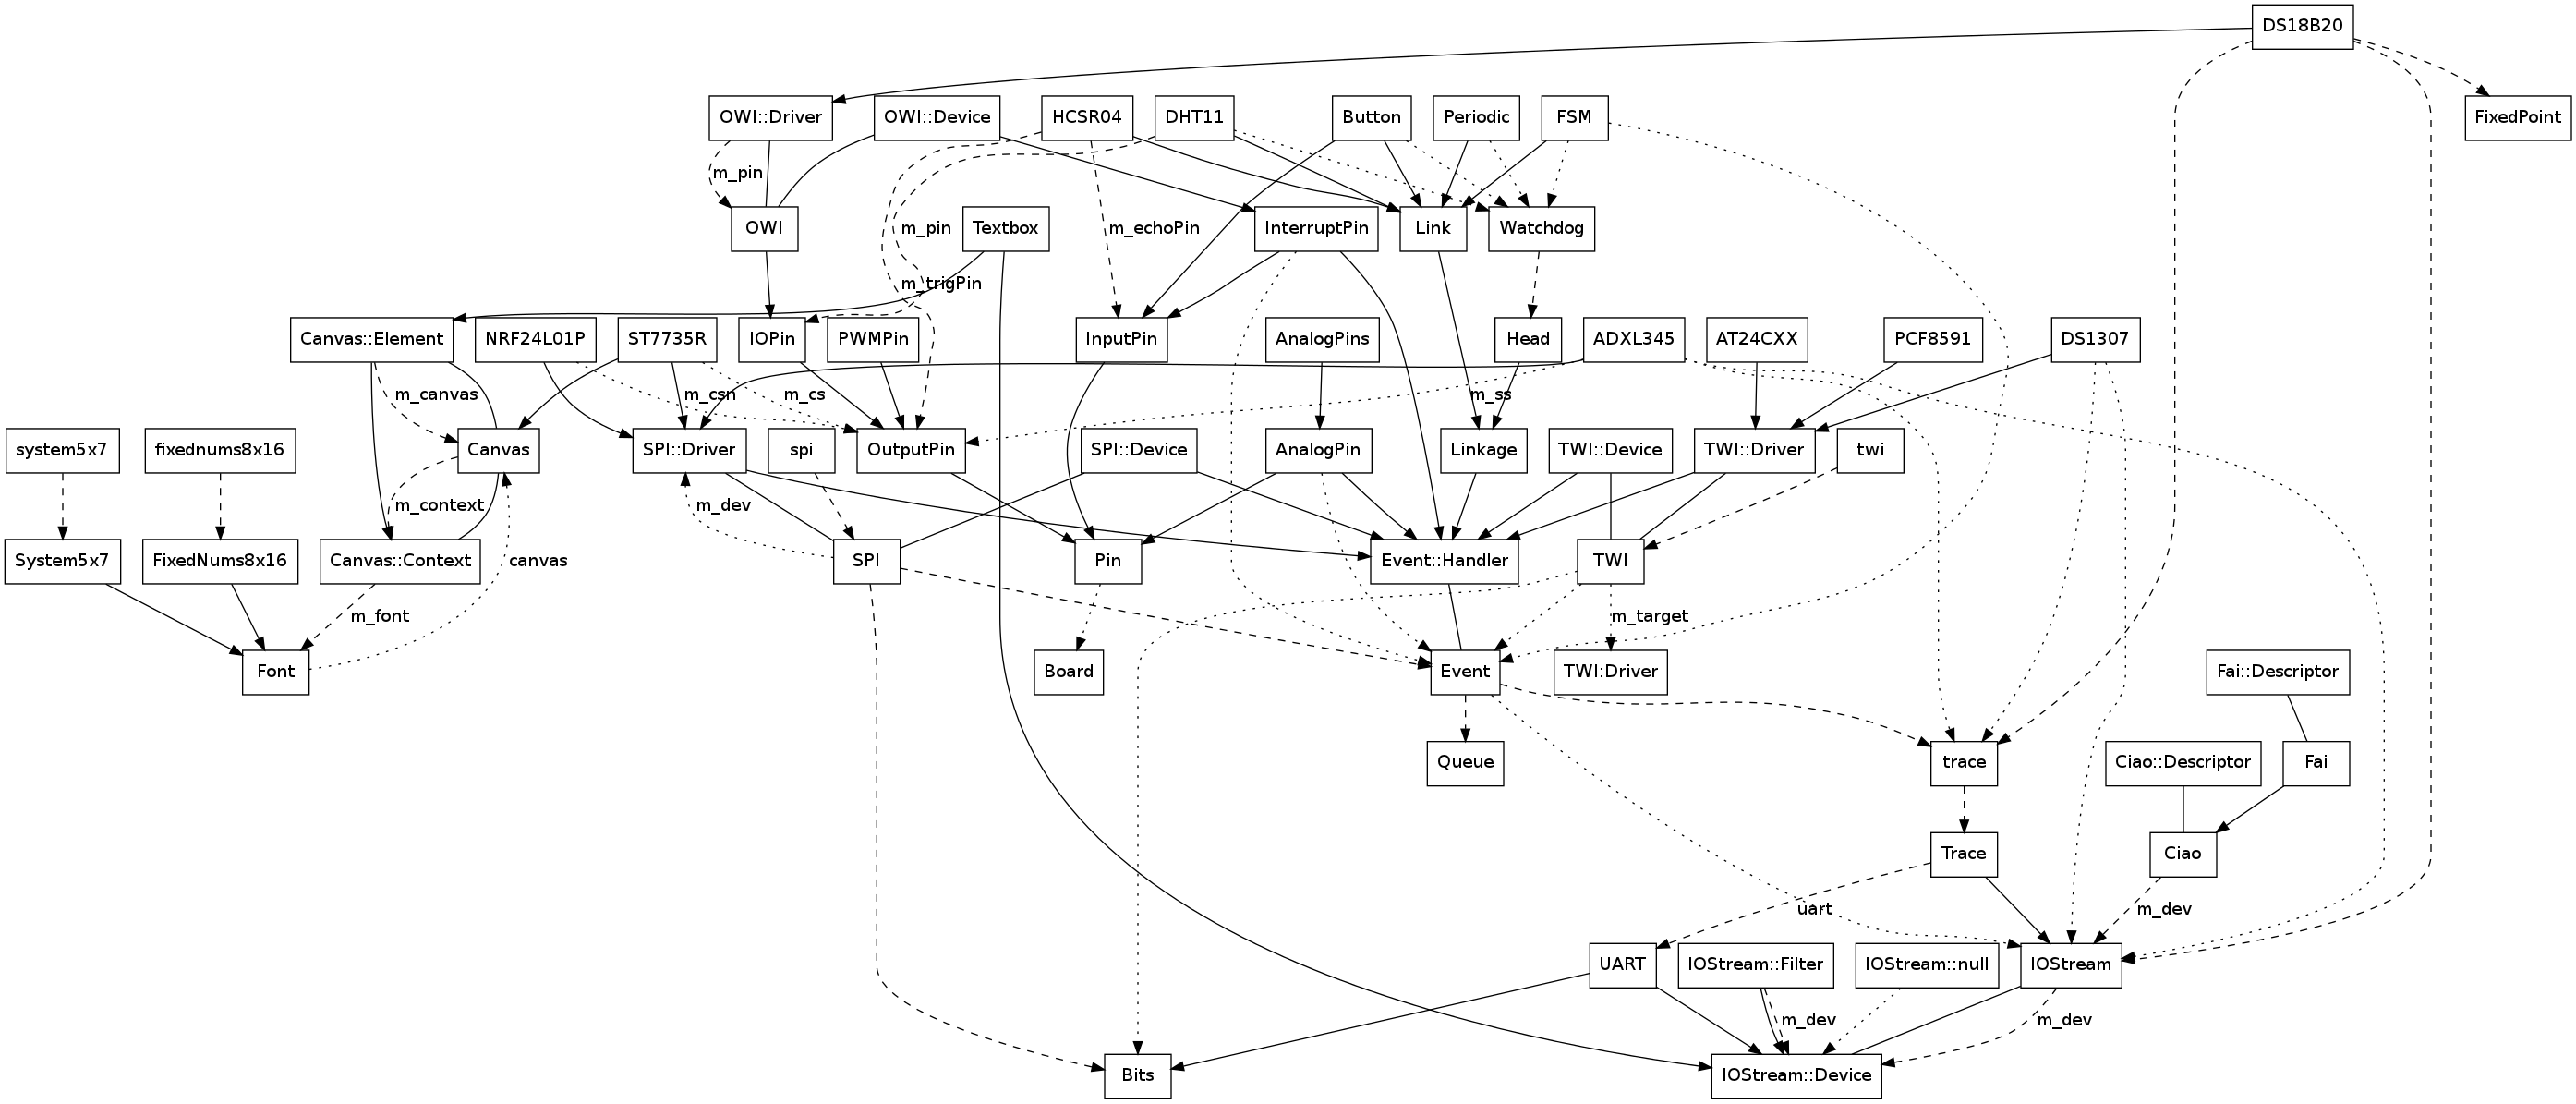 DS18B20
OWI::Driver
OWI::Device
HCSR04
DHT11
Button
Periodic
FSM
FixedPoint
m_pin
OWI
Textbox
m_pin
m_echoPin
InterruptPin
Link
Watchdog
m_trigPin
Canvas::Element
NRF24L01P
ST7735R
IOPin
PWMPin
InputPin
AnalogPins
Head
ADXL345
AT24CXX
PCF8591
DS1307
m_canvas
m_csn
m_cs
m_ss
system5x7
fixednums8x16
Canvas
SPI::Driver
spi
OutputPin
SPI::Device
AnalogPin
Linkage
TWI::Device
TWI::Driver
twi
m_context
m_dev
System5x7
FixedNums8x16
Canvas::Context
canvas
SPI
Pin
Event::Handler
TWI
m_font
m_target
Font
Board
Event
TWI:Driver
Fai::Descriptor
Queue
trace
Ciao::Descriptor
Fai
Trace
Ciao
uart
m_dev
UART
IOStream::Filter
IOStream::null
IOStream
m_dev
m_dev
Bits
IOStream::Device